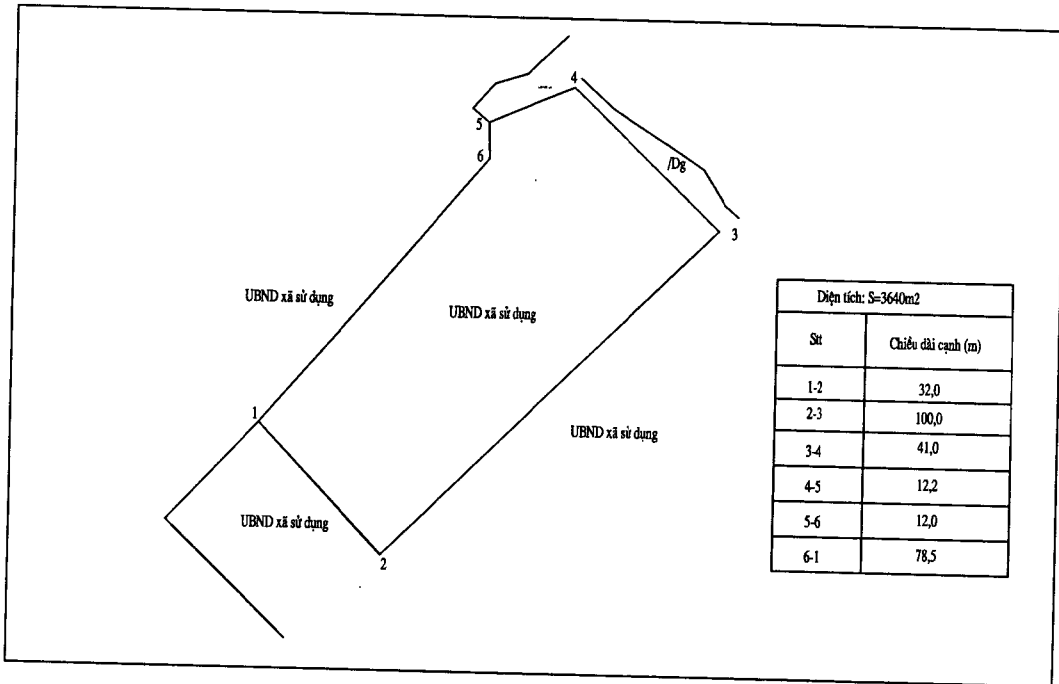 4
5
6
/Dg
3
UBND xã sử dụng
UBND xã sử dụng
1
UBND xã sử dụng
UBND xã sử dụng
2
Diện tích: S=3640m2
Stt Chiều dài cạnh (m)
1-2 32,0
2-3 100,0
3-4 41,0
4-5 12,2
5-6 12,0
6-1 78,5